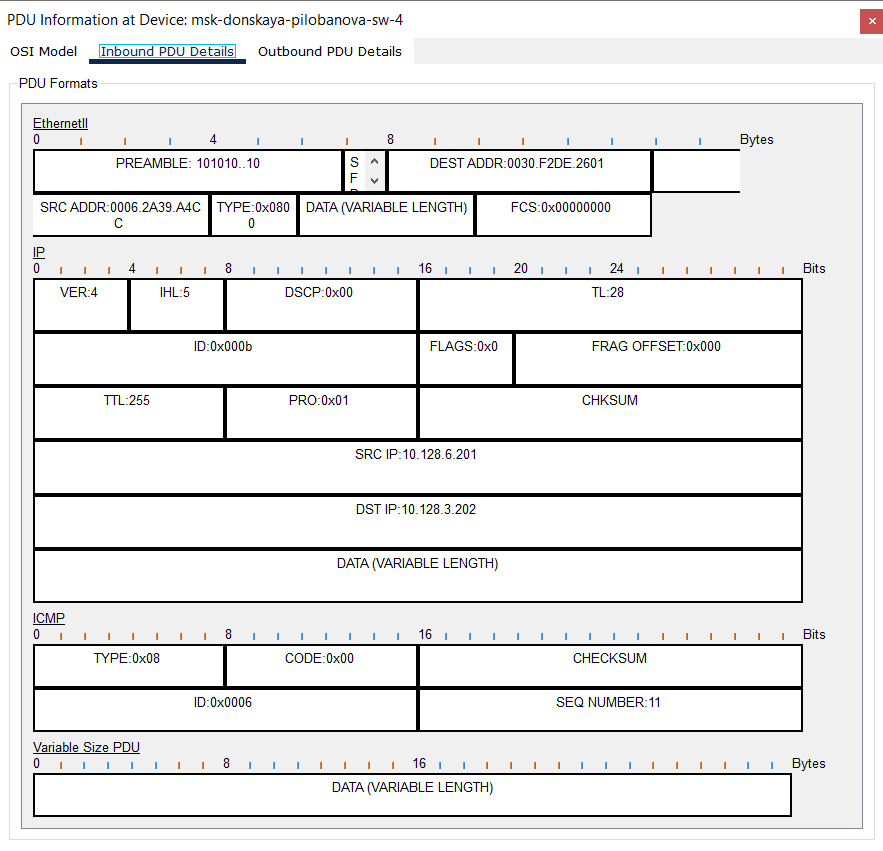 PDU Information at Device: msk-donskaya-pilobanova-sw-4
OSI Model Inbound PDU Details Outbound PDU Details
PDU Formats
EthernetII
0 4 8 Bytes
PREAMBLE: 101010..10 S DEST ADDR:0030.F2DE.2601
F
SRC ADDR:0006.2A39.A4C TYPE:0x080 DATA (VARIABLE LENGTH) FCS:0x00000000
C 0
IP
0 4 8 16 20 24 Bits
VER:4 IHL:5 DSCP:0x00 TL:28
ID:0x000b FLAGS:0x0 FRAG OFFSET:0x000
TTL:255 PRO:0x01 CHKSUM
SRC IP:10.128.6.201
DST IP:10.128.3.202
DATA (VARIABLE LENGTH)
ICMP
0 8 16 Bits
TYPE:0x08 CODE:0x00 CHECKSUM
ID:0x0006 SEQ NUMBER:11
Variable Size PDU
0 8 16 Bytes
DATA (VARIABLE LENGTH)